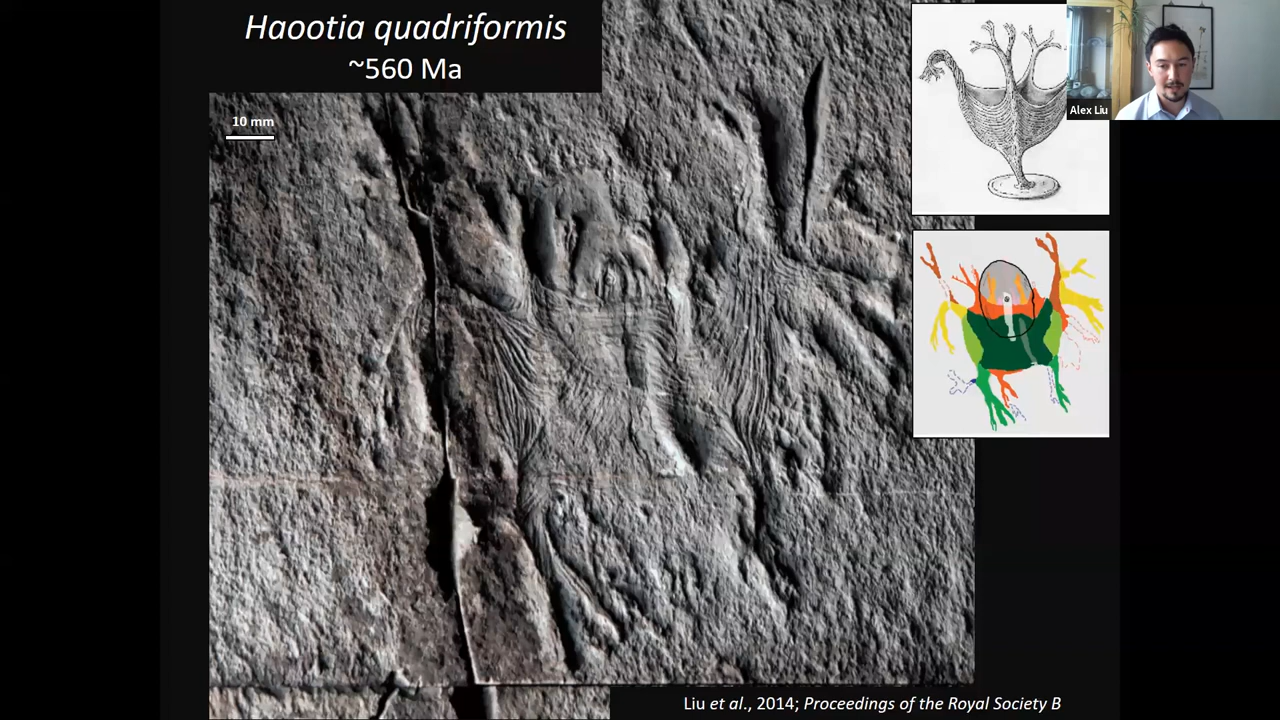 Haootia quadriformis
~560 Ma
10 mm
Alex Liu
Liu et al., 2014; Proceedings of the Royal Society B